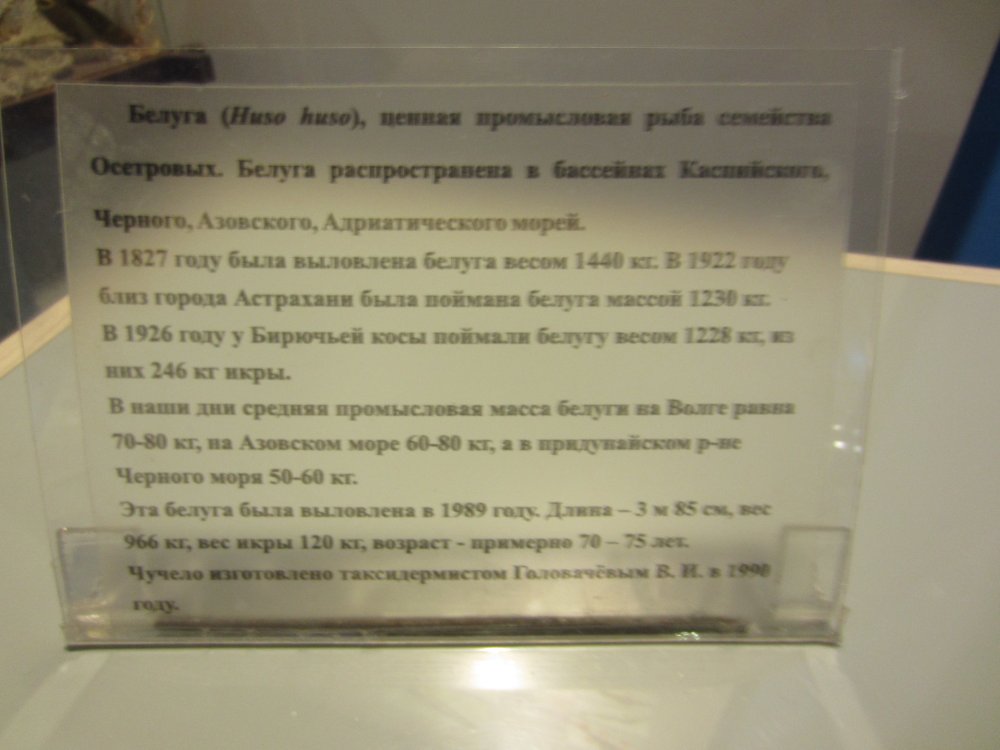 Белуга (Huso huso), ценная промысловая рыба семейства
Осетровых. Белуга распространена в бассейнах Каспийского,
Черного, Азовского, Адриатического морей.
В 1827 году была выловлена белуга весом 1440 кг. В 1922 году
близ города Астрахани была поймана белуга массой 1230 кг.
В 1926 году у Бирючьей косы поймали белугу весом 1228 кг, из
них 246 кг икры.
В наши дни средняя промысловая масса белуги на Волге равна
70-80 кг, на Азовском море 60-80 кг, а в придунайском р-не
Черного моря 50-60 кг.
Эта белуга была выловлена в 1989 году. Длина – 3 м 85 см, вес
966 кг, вес икры 120 кг, возраст - примерно 70 – 75 лет.
Чучело изготовлено таксидермистом Головачёвым В. И. в 1990
году.